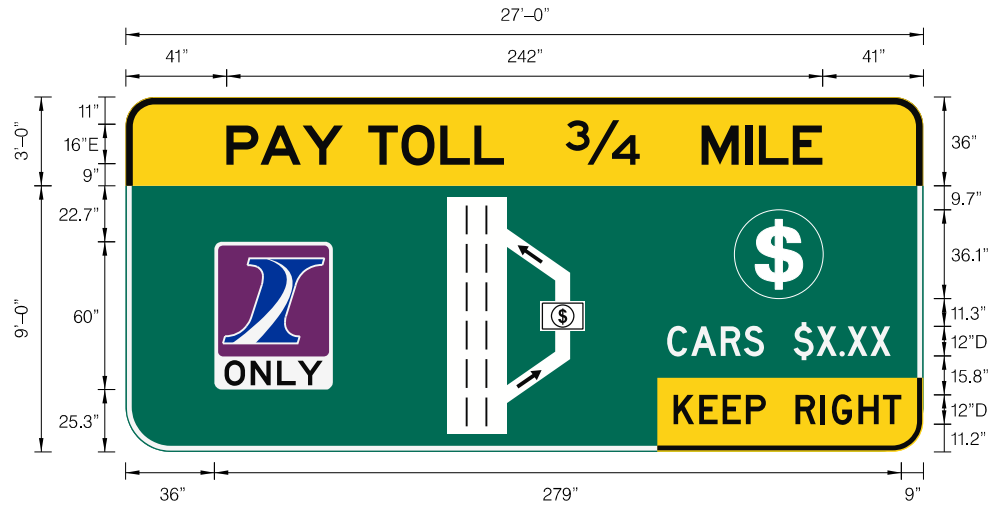 27'–0"
41" 242" 41"
11"
16"E
9"
3'–0"
PAY TOLL 3/4 MILE
36"
22.7"
60"
25.3"
9'–0"
ONLY
$
$
CARS $X.XX
KEEP RIGHT
9.7"
36.1"
11.3"
12"D
15.8"
12"D
11.2"
36" 279" 9"